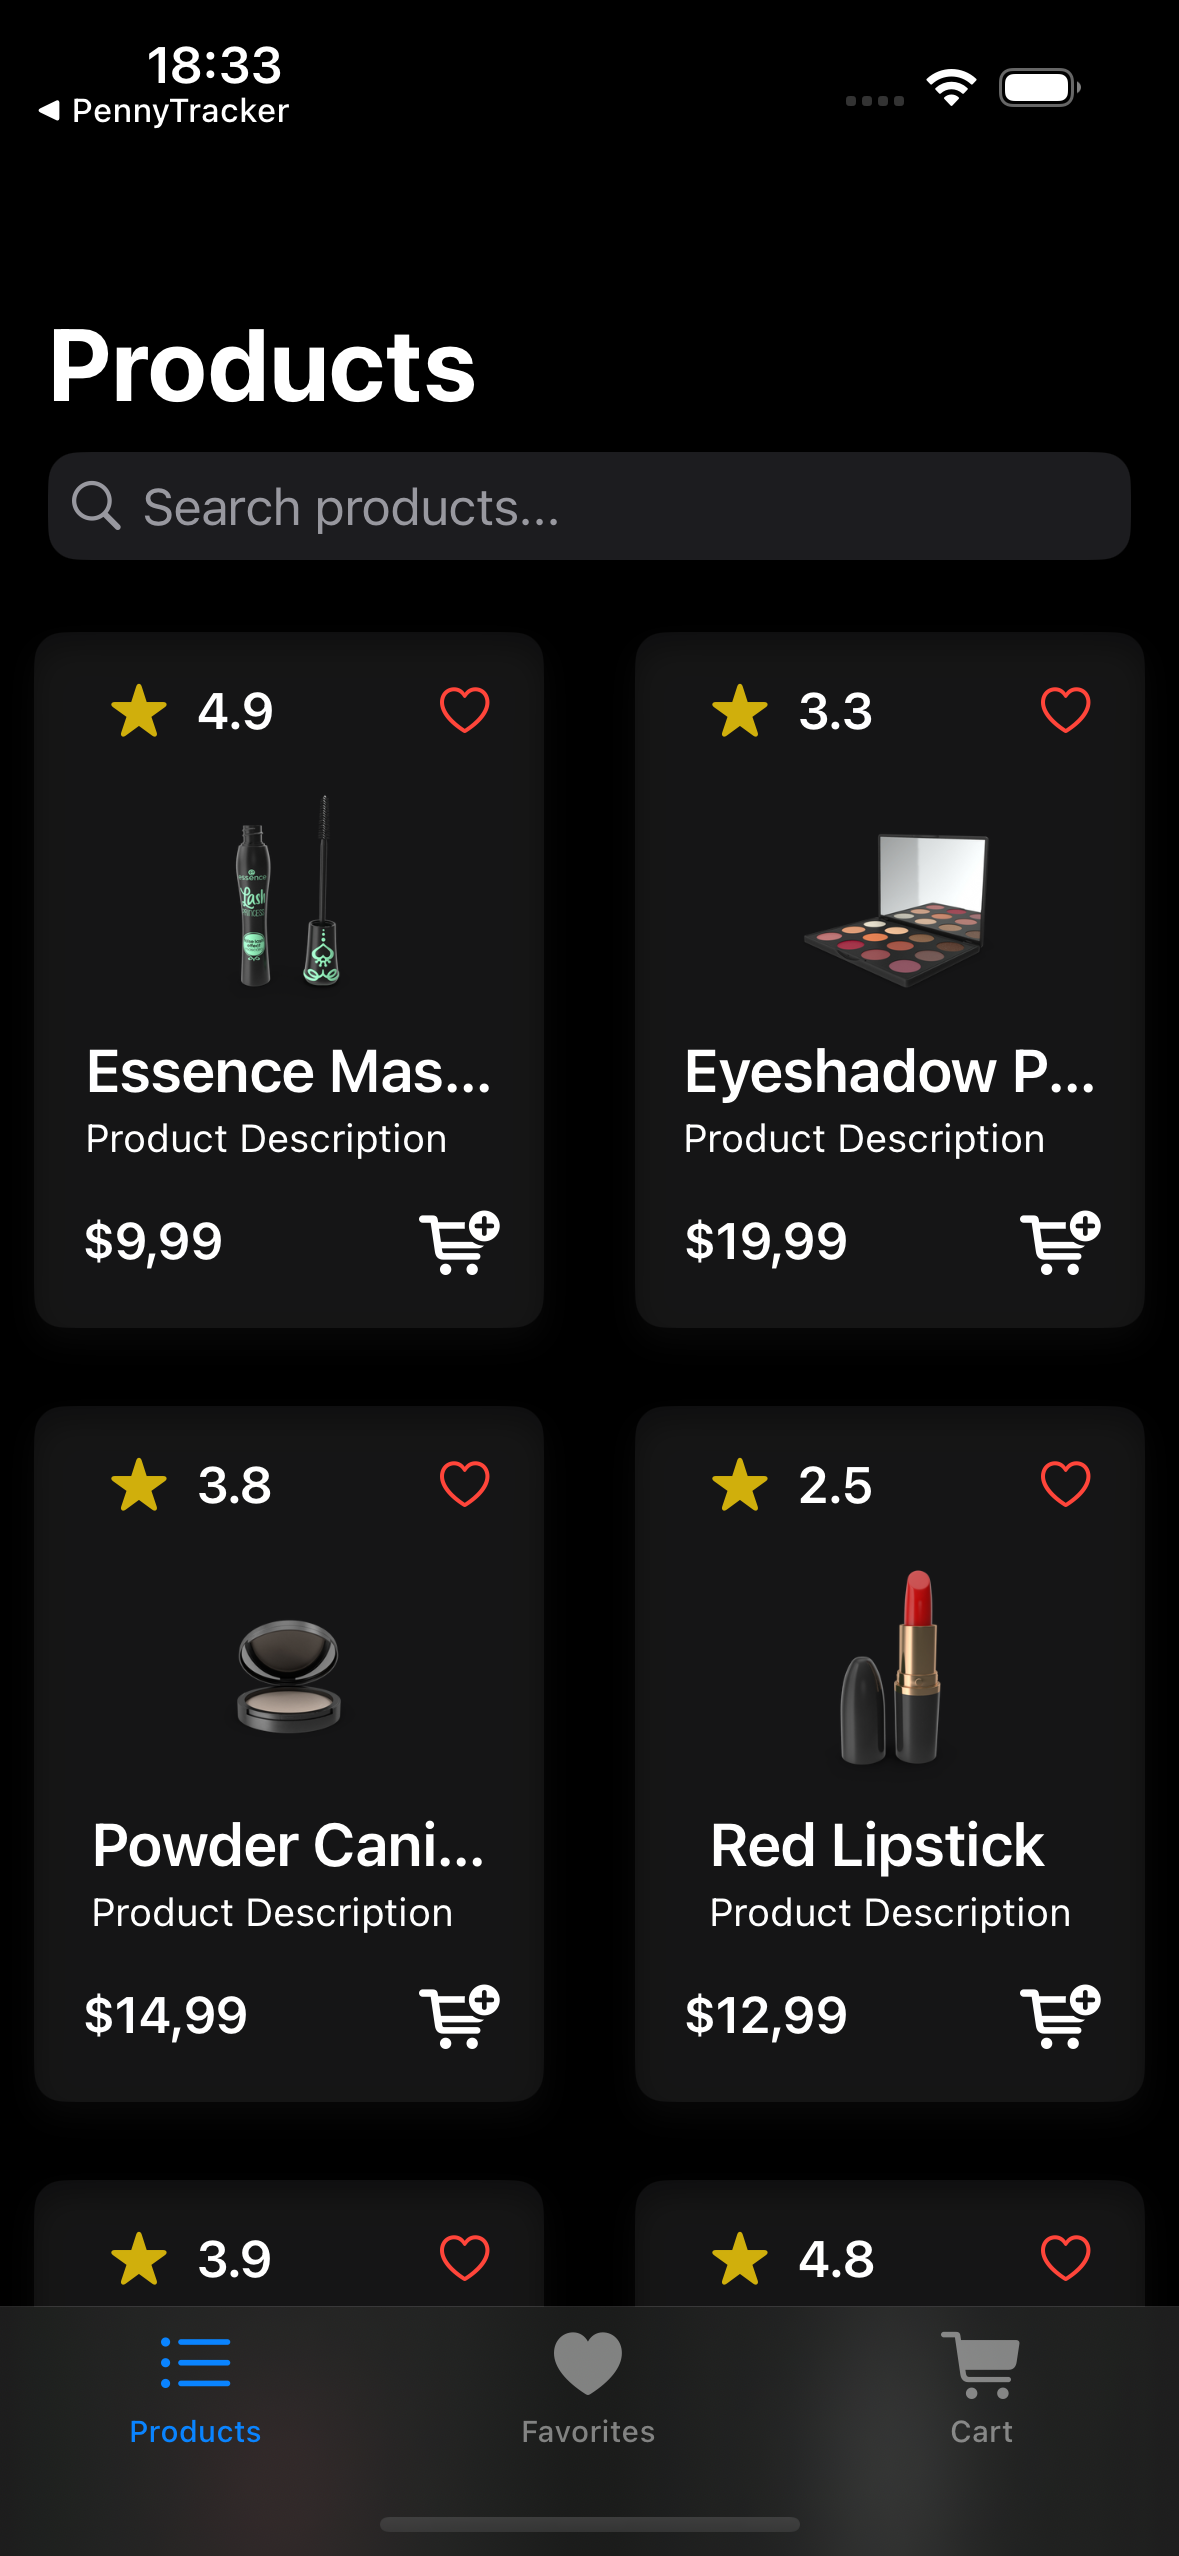 18:33
◀ PennyTracker
Products
Search products...
4.9
3.3
essence
Lash
PRINCESS
Essence Mas...
Eyeshadow P...
Product Description
Product Description
$9,99
$19,99
3.8
2.5
Powder Cani...
Red Lipstick
Product Description
Product Description
$14,99
$12,99
3.9
4.8
Products
Favorites
Cart